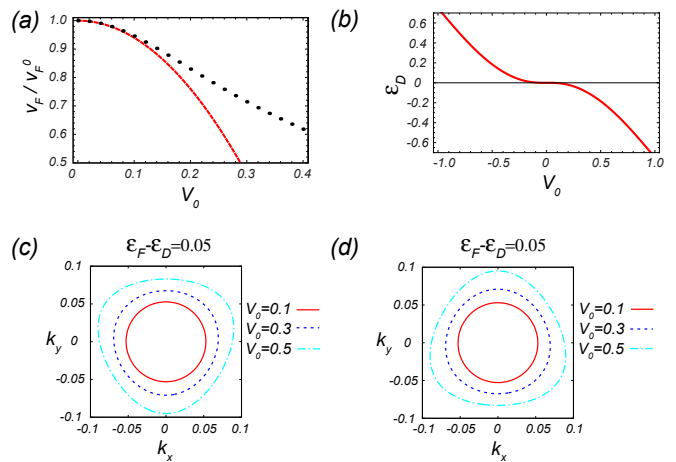 (a)
1.0
0.9
0.8
0.7
0.6
0.5
v_F / v_F^0
0 0.1 0.2 0.3 0.4
V_0
(b)
0.6
0.4
0.2
0
-0.2
-0.4
-0.6
ε_D
-1.0 -0.5 0 0.5 1.0
V_0
(c)
ε_F-ε_D=0.05
0.1
0.05
0
-0.05
-0.1
k_y
-0.1 -0.05 0 0.05 0.1
k_x
V_0=0.1
V_0=0.3
V_0=0.5
(d)
ε_F-ε_D=0.05
0.1
0.05
0
-0.05
-0.1
k_y
-0.1 -0.05 0 0.05 0.1
k_x
V_0=0.1
V_0=0.3
V_0=0.5